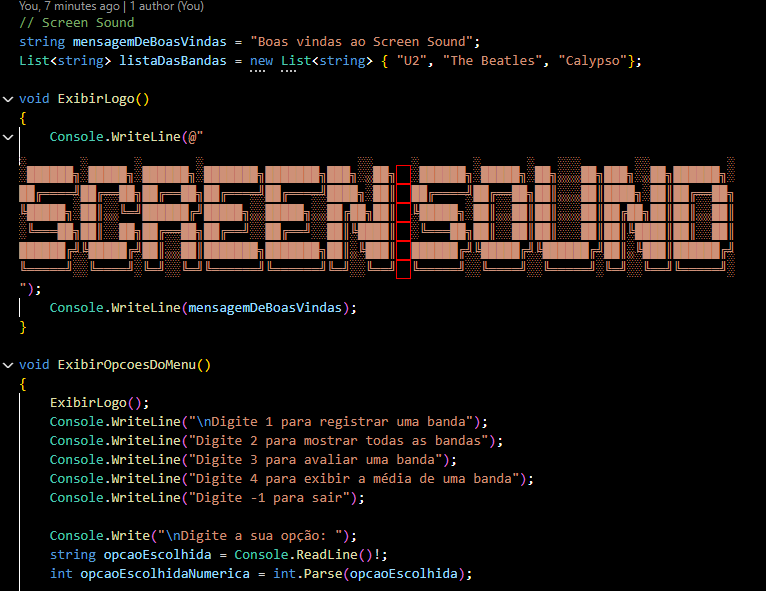 You, 7 minutes ago | 1 author (You)
// Screen Sound
string mensagemDeBoasVindas = "Boas vindas ao Screen Sound";
List<string> listaDasBandas = new List<string> { "U2", "The Beatles", "Calypso"};
void ExibirLogo()
{
Console.WriteLine(@"
SCREEN SOUND
");
Console.WriteLine(mensagemDeBoasVindas);
}
void ExibirOpcoesDoMenu()
{
ExibirLogo();
Console.WriteLine("\nDigite 1 para registrar uma banda");
Console.WriteLine("Digite 2 para mostrar todas as bandas");
Console.WriteLine("Digite 3 para avaliar uma banda");
Console.WriteLine("Digite 4 para exibir a média de uma banda");
Console.WriteLine("Digite -1 para sair");
Console.Write("\nDigite a sua opção: ");
string opcaoEscolhida = Console.ReadLine()!;
int opcaoEscolhidaNumerica = int.Parse(opcaoEscolhida);